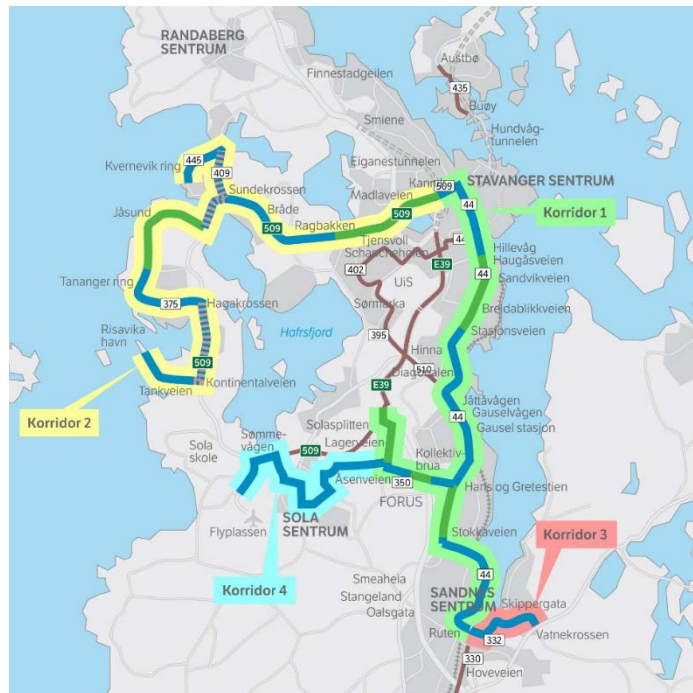 RANDABERG
SENTRUM
Finnestadgeilen
Smiene
Austbø
435
Buøy
Hundvåg-
tunnelen
Eiganestunnelen
445
Kvernevik ring
409
Sundekrossen
Madlaveien
509
STAVANGER SENTRUM
44
Korridor 1
Jåsund
Bråde
Ragbakken
509
509
Tjensvoll
Schancheholen
44
E39
402
UiS
Hillevåg
Haugåsveien
44
Sandvikveien
Tananger ring
375
Hagakrossen
Sørmarka
Breidablikkveien
Stasjonsveien
Risavika
havn
Hafrsfjord
395
Hinna
510
Diagonalen
509
Kontinentalveien
Tankveien
E39
Jåttåvågen
Gauselvågen
Gausel stasjon
44
Korridor 2
Sola
skole
Sømme-
vågen
Solasplitten
Lagerveien
509
Kollektiv-
brua
Åsenveien
350
Hans og Gretestien
FORUS
Flyplassen
SOLA
SENTRUM
Stokkaveien
Korridor 4
Korridor 3
Smeaheia
Stangeland
Oalsgata
44
SANDNES
SENTRUM
Skippergata
Ruten
332
Vatnekrossen
330
Hoveveien